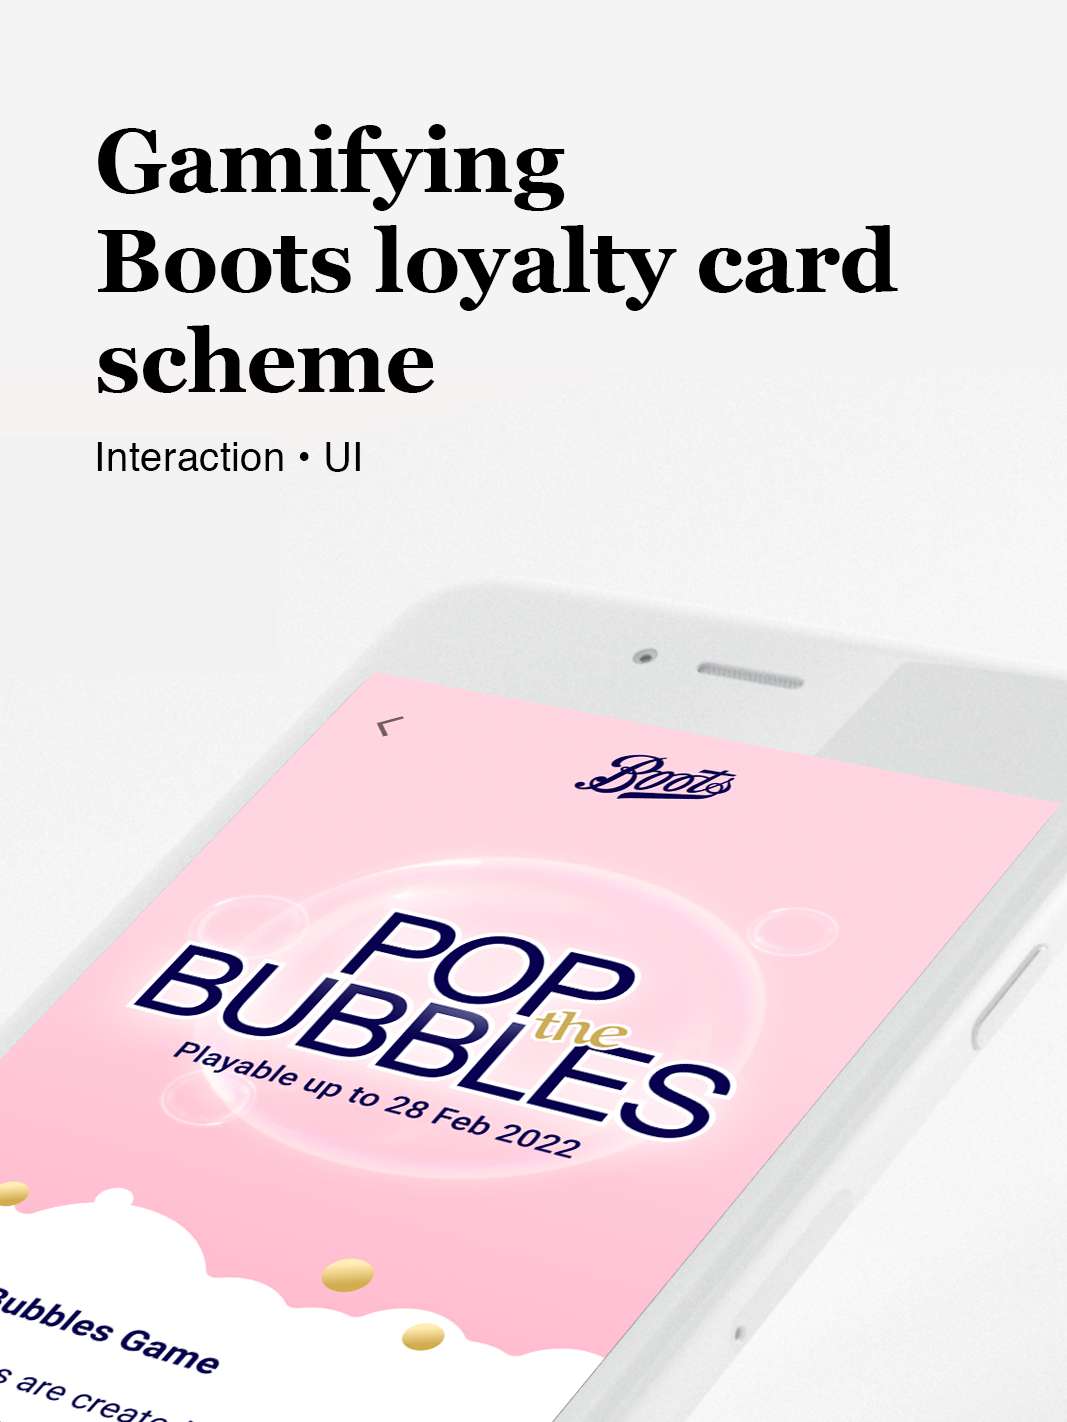 Gamifying
Boots loyalty card
scheme
Interaction • UI
Boots
POP
the
BUBBLES
Playable up to 28 Feb 2022
Bubbles Game
are